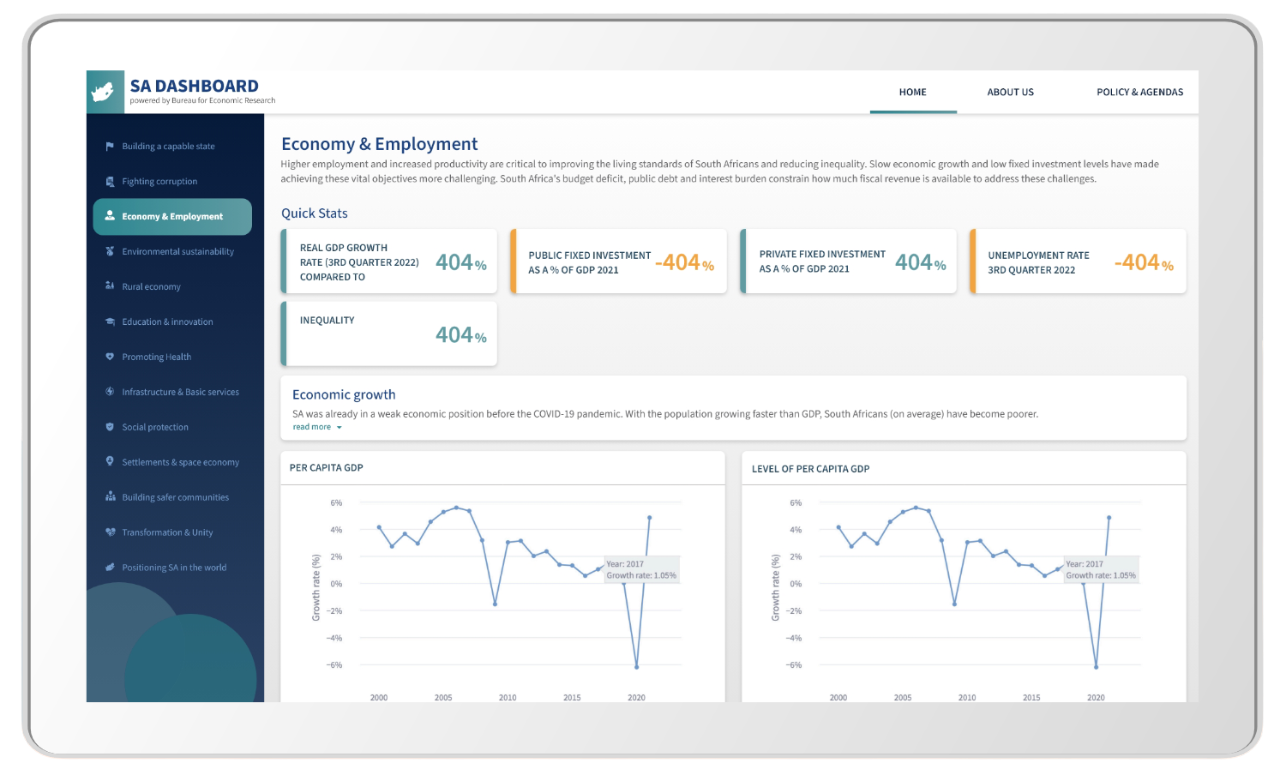 SA DASHBOARD
powered by Bureau for Economic Research
HOME
ABOUT US
POLICY & AGENDAS
Building a capable state
Fighting corruption
Economy & Employment
Environmental sustainability
Rural economy
Education & innovation
Promoting Health
Infrastructure & Basic services
Social protection
Settlements & space economy
Building safer communities
Transformation & Unity
Positioning SA in the world
Economy & Employment
Higher employment and increased productivity are critical to improving the living standards of South Africans and reducing inequality. Slow economic growth and low fixed investment levels have made
achieving these vital objectives more challenging. South Africa's budget deficit, public debt and interest burden constrain how much fiscal revenue is available to address these challenges.
Quick Stats
REAL GDP GROWTH
RATE (3RD QUARTER 2022)
COMPARED TO
404%
PUBLIC FIXED INVESTMENT
AS A % OF GDP 2021
-404%
PRIVATE FIXED INVESTMENT
AS A % OF GDP 2021
404%
UNEMPLOYMENT RATE
3RD QUARTER 2022
-404%
INEQUALITY
404%
Economic growth
SA was already in a weak economic position before the COVID-19 pandemic. With the population growing faster than GDP, South Africans (on average) have become poorer.
read more
PER CAPITA GDP
Growth rate (%)
6%
4%
2%
0%
−2%
−4%
−6%
Year: 2017
Growth rate: 1.05%
2000 2005 2010 2015 2020
LEVEL OF PER CAPITA GDP
Growth rate (%)
6%
4%
2%
0%
−2%
−4%
−6%
Year: 2017
Growth rate: 1.05%
2000 2005 2010 2015 2020